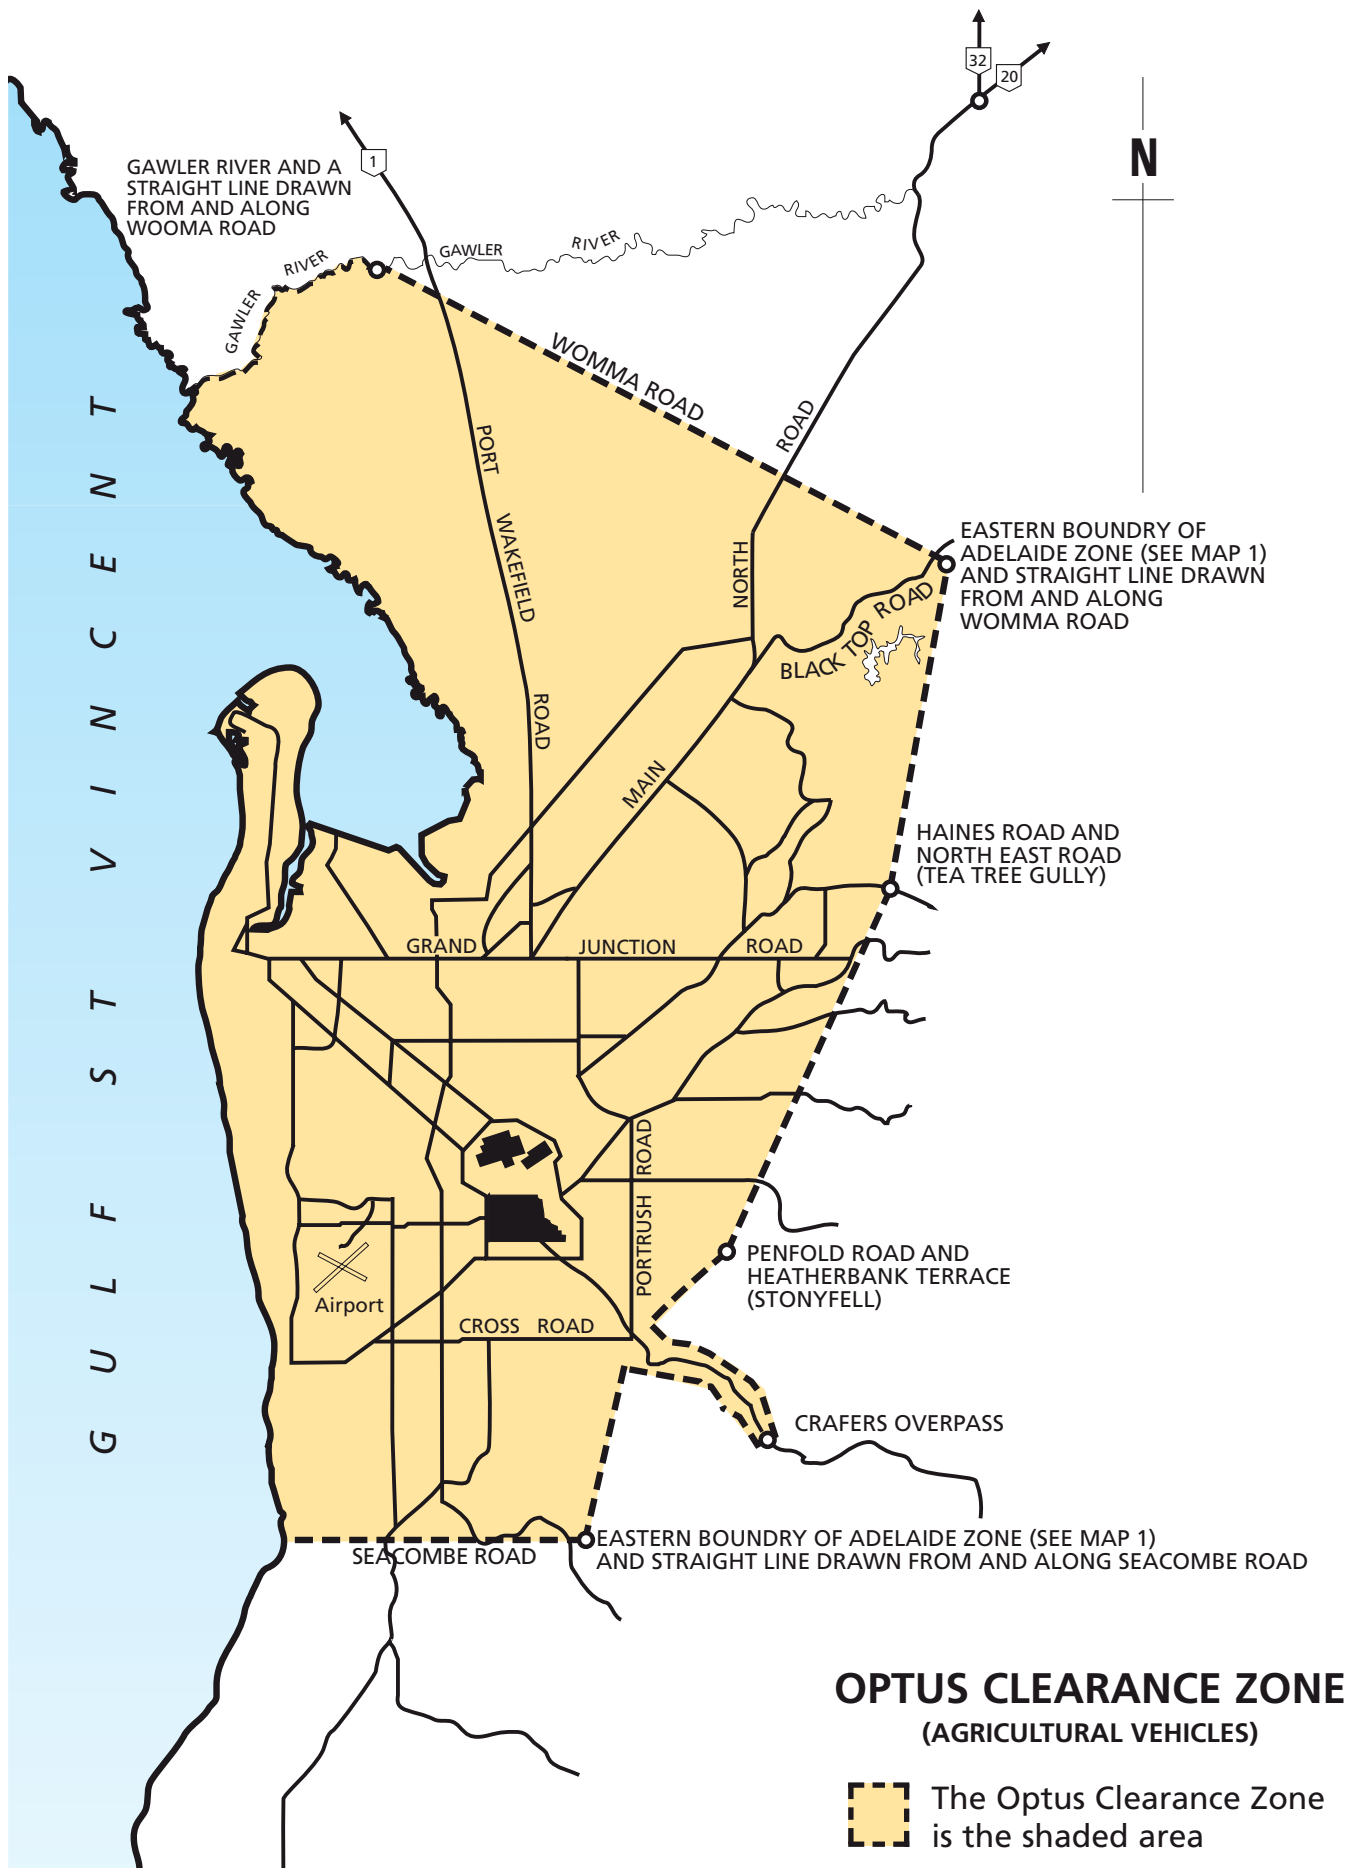 32
20
1
N
GAWLER RIVER AND A
STRAIGHT LINE DRAWN
FROM AND ALONG
WOOMA ROAD
GAWLER RIVER
GAWLER RIVER
WOMMA ROAD
PORT WAKEFIELD ROAD
NORTH ROAD
EASTERN BOUNDRY OF
ADELAIDE ZONE (SEE MAP 1)
AND STRAIGHT LINE DRAWN
FROM AND ALONG
WOMMA ROAD
BLACK TOP ROAD
MAIN
GULF ST VINCENT
HAINES ROAD AND
NORTH EAST ROAD
(TEA TREE GULLY)
GRAND JUNCTION ROAD
PORTRUSH ROAD
PENFOLD ROAD AND
HEATHERBANK TERRACE
(STONYFELL)
Airport
CROSS ROAD
CRAFERS OVERPASS
EASTERN BOUNDRY OF ADELAIDE ZONE (SEE MAP 1)
AND STRAIGHT LINE DRAWN FROM AND ALONG SEACOMBE ROAD
SEACOMBE ROAD
OPTUS CLEARANCE ZONE
(AGRICULTURAL VEHICLES)
The Optus Clearance Zone
is the shaded area